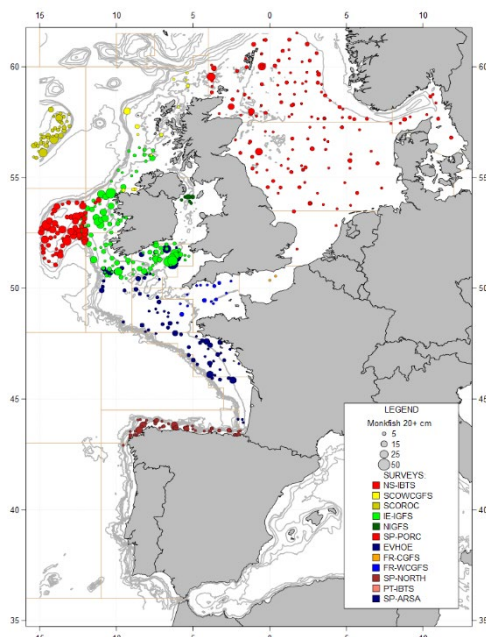 15 10 5 0 5 10
60
60
55
55
50
50
45
45
40
40
35
35
15 10 5 0 5 10
LEGEND
Monkfish 20+ cm
5
15
25
50
SURVEYS:
NS-IBTS
SCOWCGFS
SCOROC
IE-IGFS
NIGFS
SP-PORC
EVHOE
FR-CGFS
FR-WCGFS
SP-NORTH
PT-IBTS
SP-ARSA